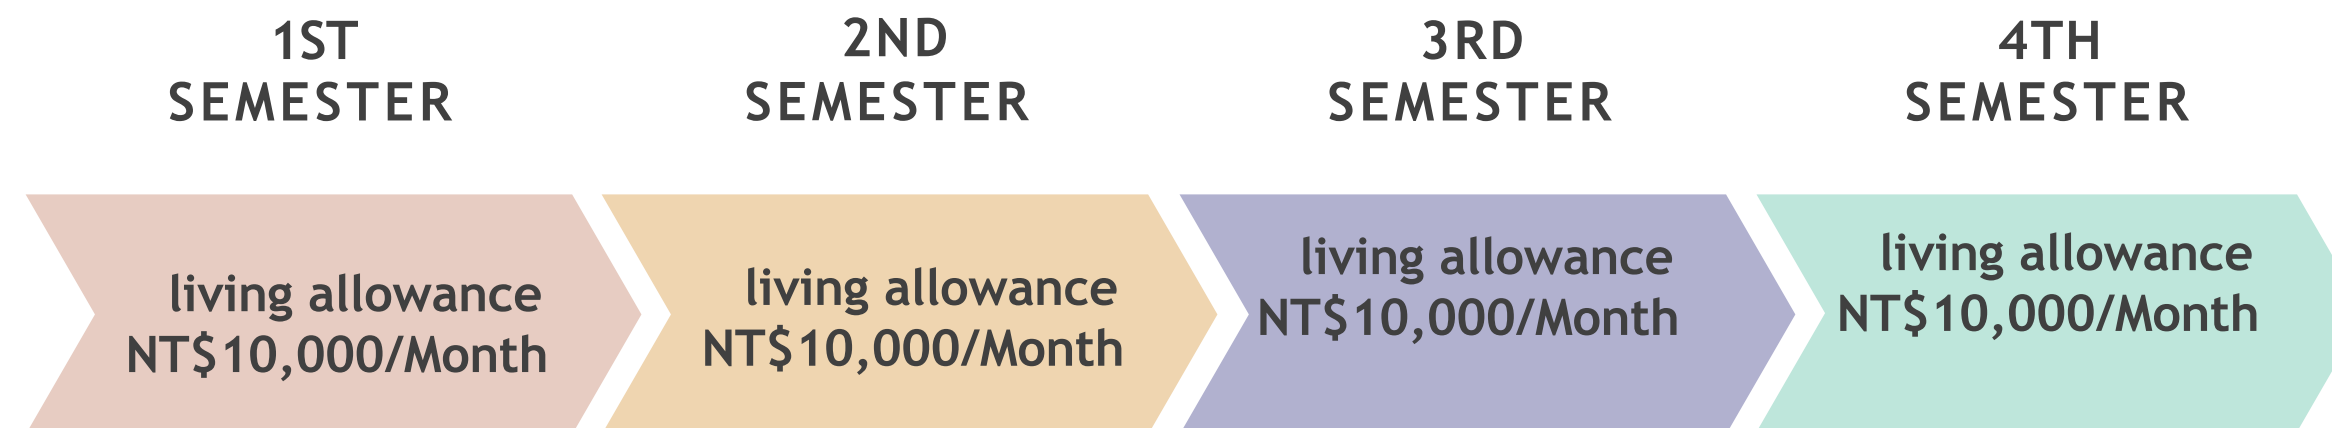 1ST
SEMESTER
2ND
SEMESTER
3RD
SEMESTER
4TH
SEMESTER
living allowance
NT$10,000/Month
living allowance
NT$10,000/Month
living allowance
NT$10,000/Month
living allowance
NT$10,000/Month